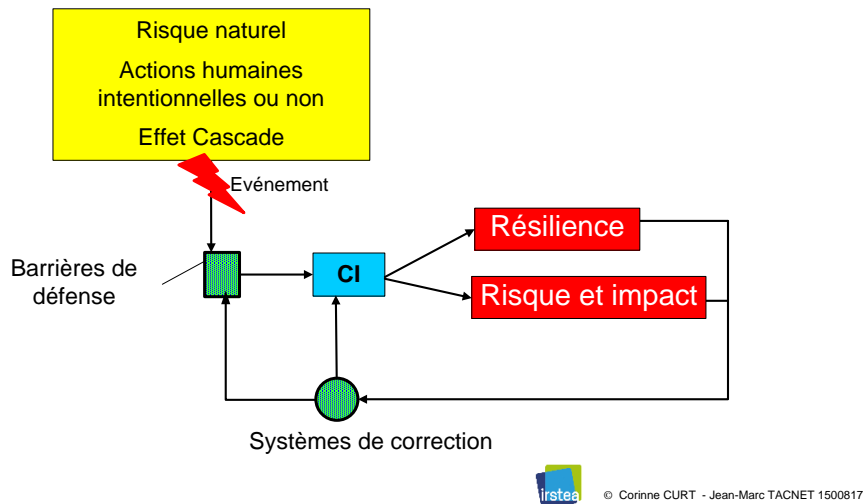 Risque naturel
Actions humaines
intentionnelles ou non
Effet Cascade
Evénement
Barrières de
défense
CI
Résilience
Risque et impact
Systèmes de correction
irstea
© Corinne CURT - Jean-Marc TACNET 1500817